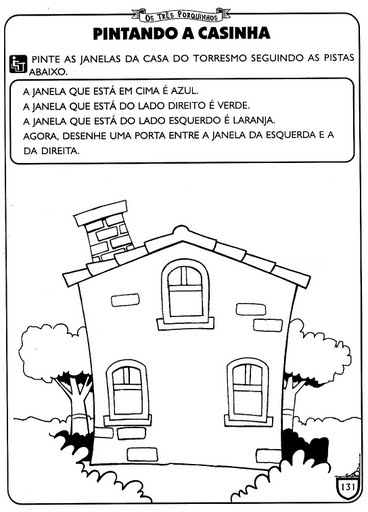 OS TRÊS PORQUINHOS
PINTANDO A CASINHA
PINTE AS JANELAS DA CASA DO TORRESMO SEGUINDO AS PISTAS
ABAIXO.
A JANELA QUE ESTÁ EM CIMA É AZUL.
A JANELA QUE ESTÁ DO LADO DIREITO É VERDE.
A JANELA QUE ESTÁ DO LADO ESQUERDO É LARANJA.
AGORA, DESENHE UMA PORTA ENTRE A JANELA DA ESQUERDA E A
DA DIREITA.
131